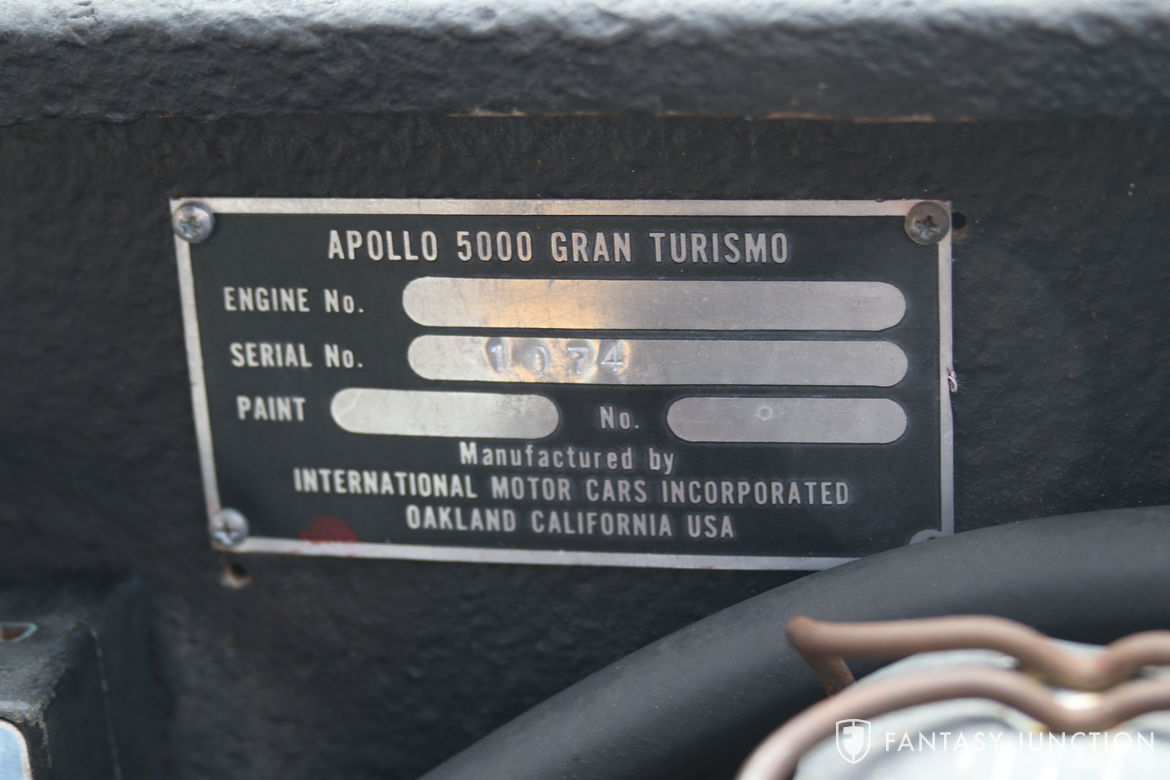 APOLLO 5000 GRAN TURISMO
ENGINE No.
SERIAL No. 1074
PAINT No.
Manufactured by
INTERNATIONAL MOTOR CARS INCORPORATED
OAKLAND CALIFORNIA USA
FANTASY JUNCTION